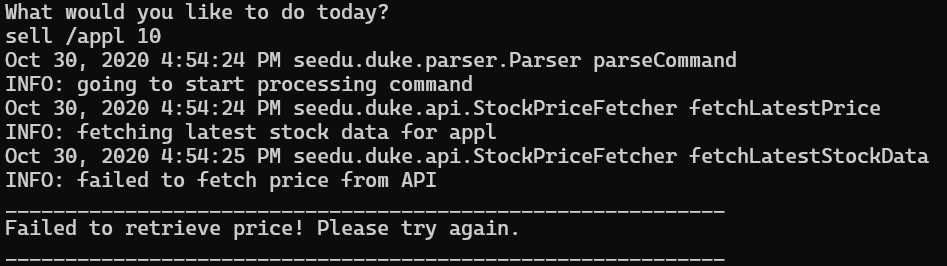 What would you like to do today?
sell /appl 10
Oct 30, 2020 4:54:24 PM seedu.duke.parser.Parser parseCommand
INFO: going to start processing command
Oct 30, 2020 4:54:24 PM seedu.duke.api.StockPriceFetcher fetchLatestPrice
INFO: fetching latest stock data for appl
Oct 30, 2020 4:54:25 PM seedu.duke.api.StockPriceFetcher fetchLatestStockData
INFO: failed to fetch price from API
____________________________________________________________
Failed to retrieve price! Please try again.
____________________________________________________________